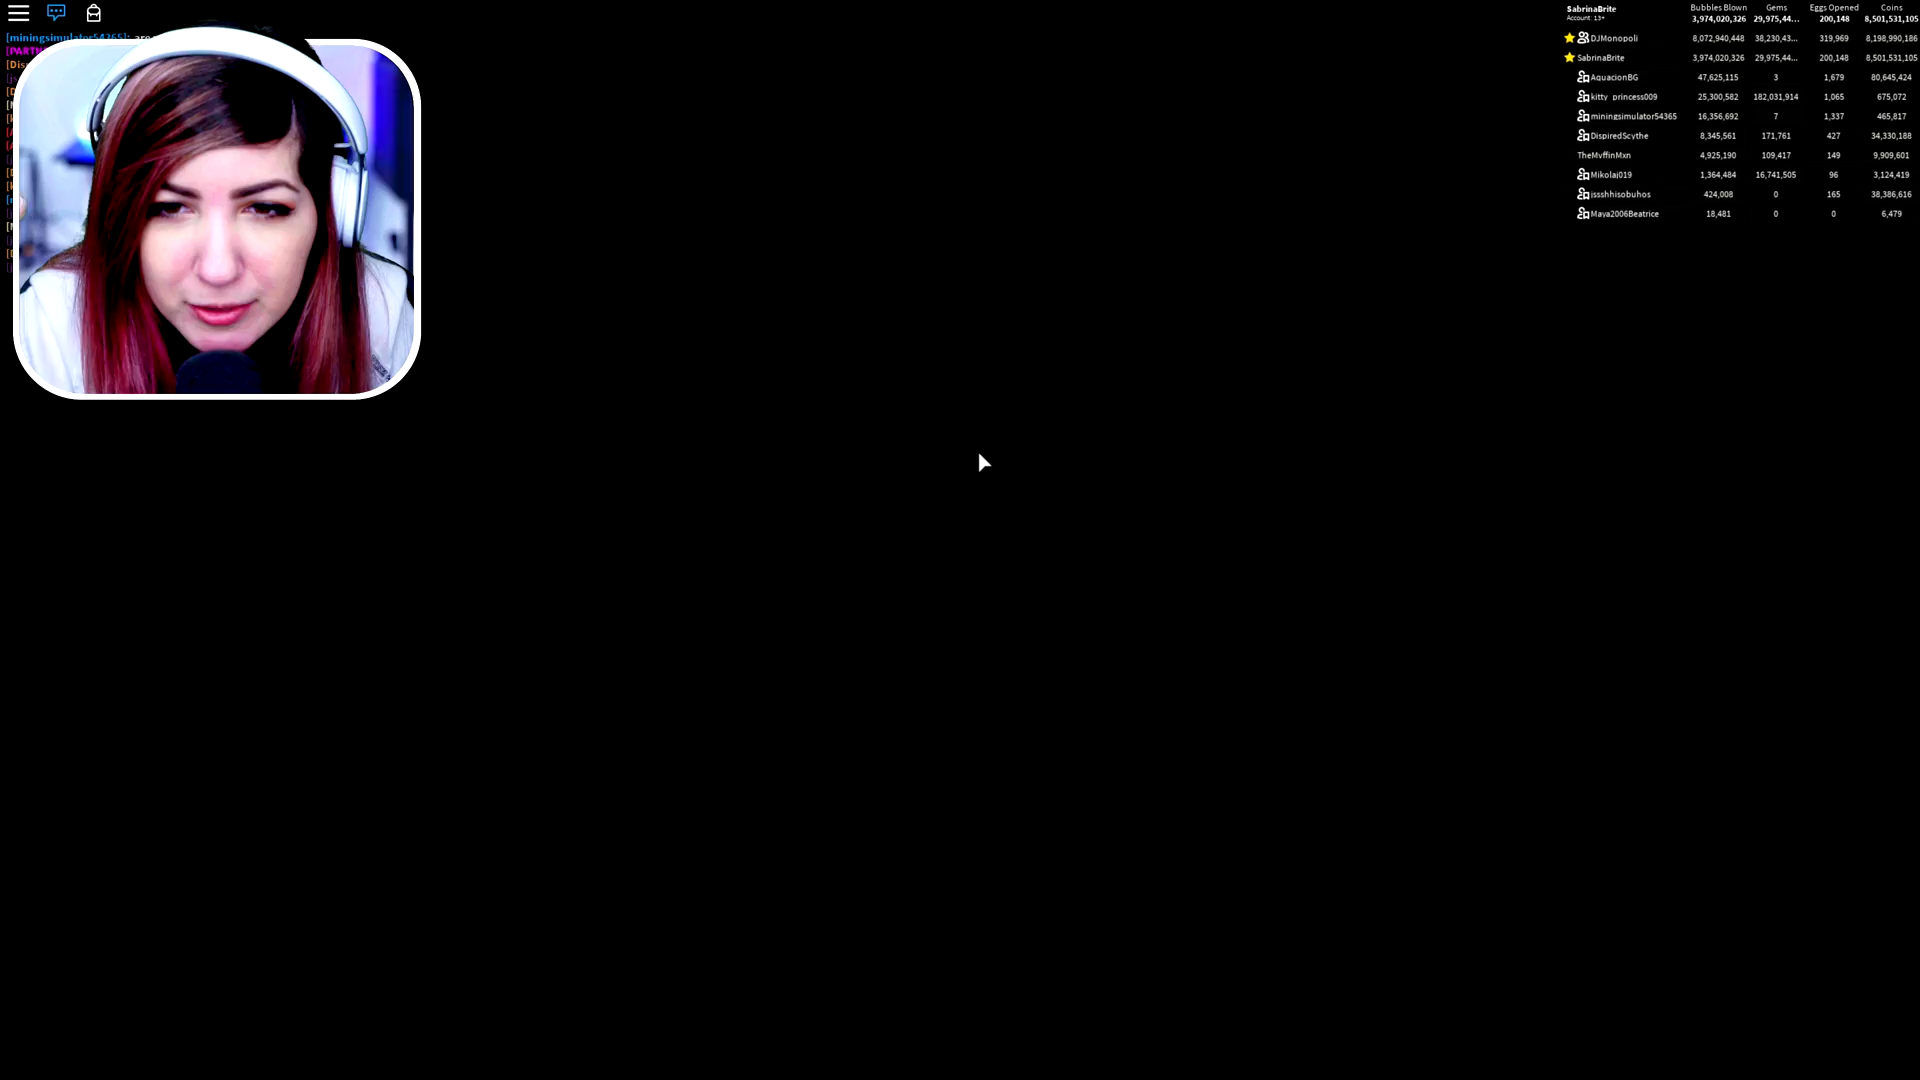 SabrinaBrite
Account: 13+
Bubbles Blown Gems Eggs Opened Coins
3,974,020,326 29,975,44... 200,148 8,501,531,105
DJMonopoli 8,072,940,448 38,230,43... 319,969 8,198,990,186
SabrinaBrite 3,974,020,326 29,975,44... 200,148 8,501,531,105
AquacionBG 47,625,115 3 1,679 80,645,424
kitty_princess009 25,300,582 182,031,914 1,065 675,072
miningsimulator54365 16,356,692 7 1,337 465,817
DispiredScythe 8,345,561 171,761 427 34,330,188
TheMvffinMxn 4,925,190 109,417 149 9,909,601
Mikolaj019 1,364,484 16,741,505 96 3,124,419
jssshhisobuhos 424,008 0 165 38,386,616
Maya2006Beatrice 18,481 0 0 6,479
[miningsimulator54365]: are